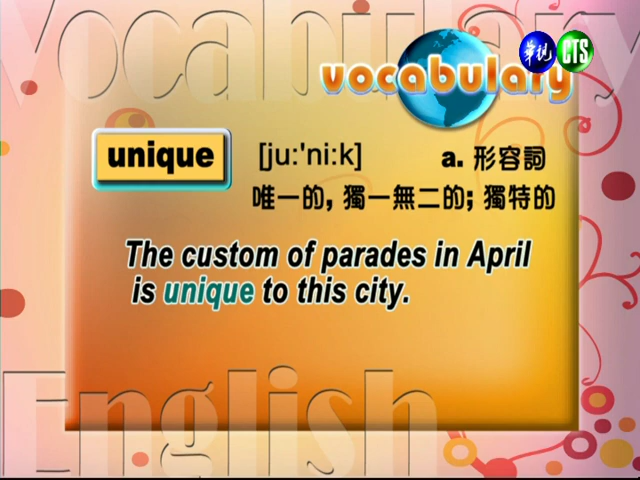 Vocabulary
華視 CTS
vocabulary
unique [ju:'ni:k] a. 形容詞
唯一的, 獨一無二的; 獨特的
The custom of parades in April
is unique to this city.
English